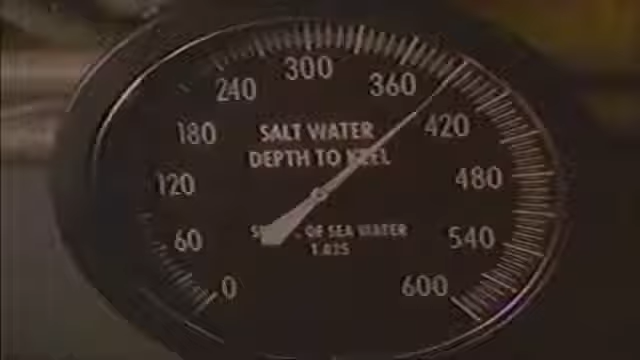 300
240 360
180 SALT WATER 420
DEPTH TO KEEL
120 480
60 OF SEA WATER 540
1.025
0 600